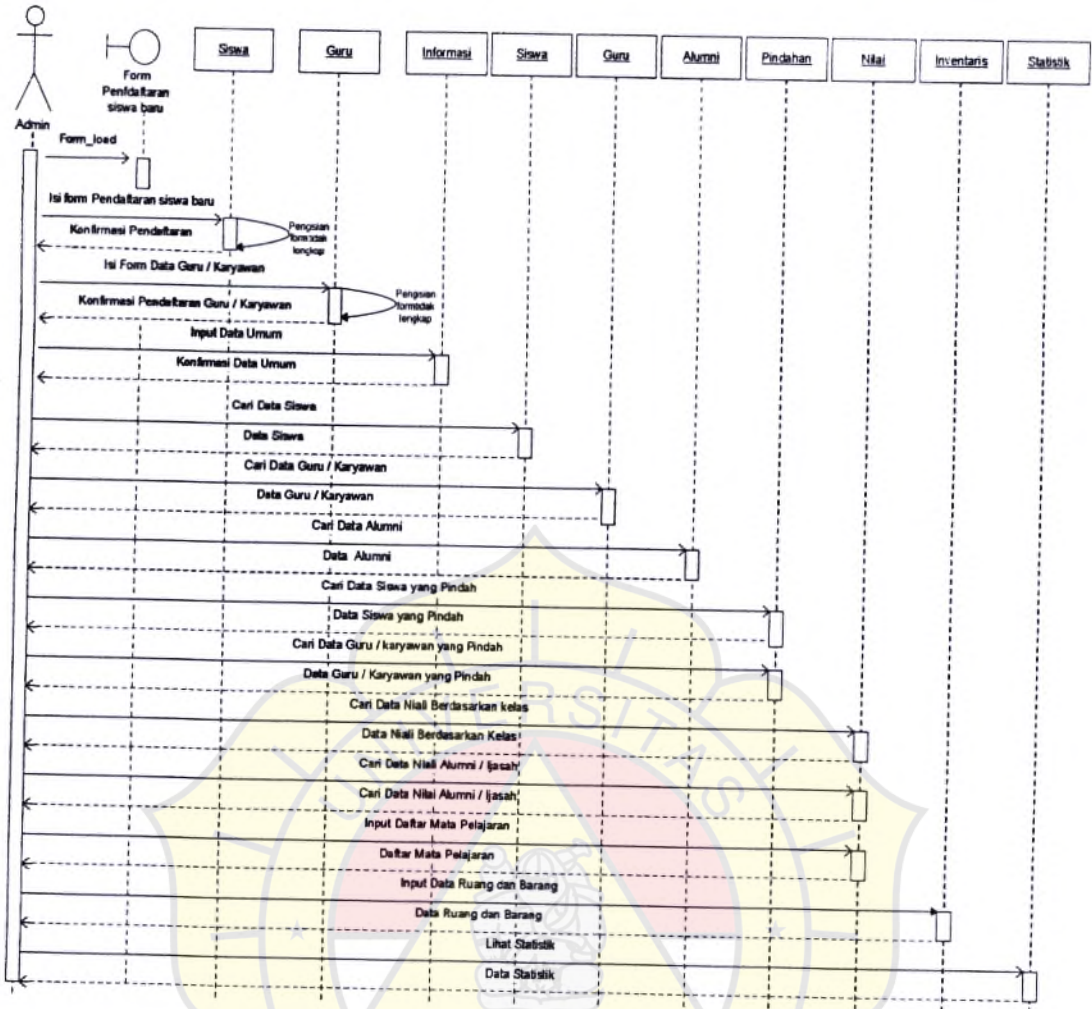 Siswa
Guru
Informasi
Siswa
Guru
Alumni
Pindahan
Nilai
Inventaris
Statistik
Form
Penfdaftaran
siswa baru
Admin
Form_load
Isi form Pendaftaran siswa baru
Konfirmasi Pendaftaran
Pengisian
form tidak
lengkap
Isi Form Data Guru / Karyawan
Konfirmasi Pendaftaran Guru / Karyawan
Pengisian
form tidak
lengkap
Input Data Umum
Konfirmasi Data Umum
Cari Data Siswa
Data Siswa
Cari Data Guru / Karyawan
Data Guru / Karyawan
Cari Data Alumni
Data Alumni
Cari Data Siswa yang Pindah
Data Siswa yang Pindah
Cari Data Guru / karyawan yang Pindah
Data Guru / Karyawan yang Pindah
Cari Data Niali Berdasarkan kelas
Data Niali Berdasarkan Kelas
Cari Data Niali Alumni / Ijasah
Cari Data Nilai Alumni / Ijasah
Input Daftar Mata Pelajaran
Daftar Mata Pelajaran
Input Data Ruang dan Barang
Data Ruang dan Barang
Lihat Statistik
Data Statistik
UNIVERSITAS